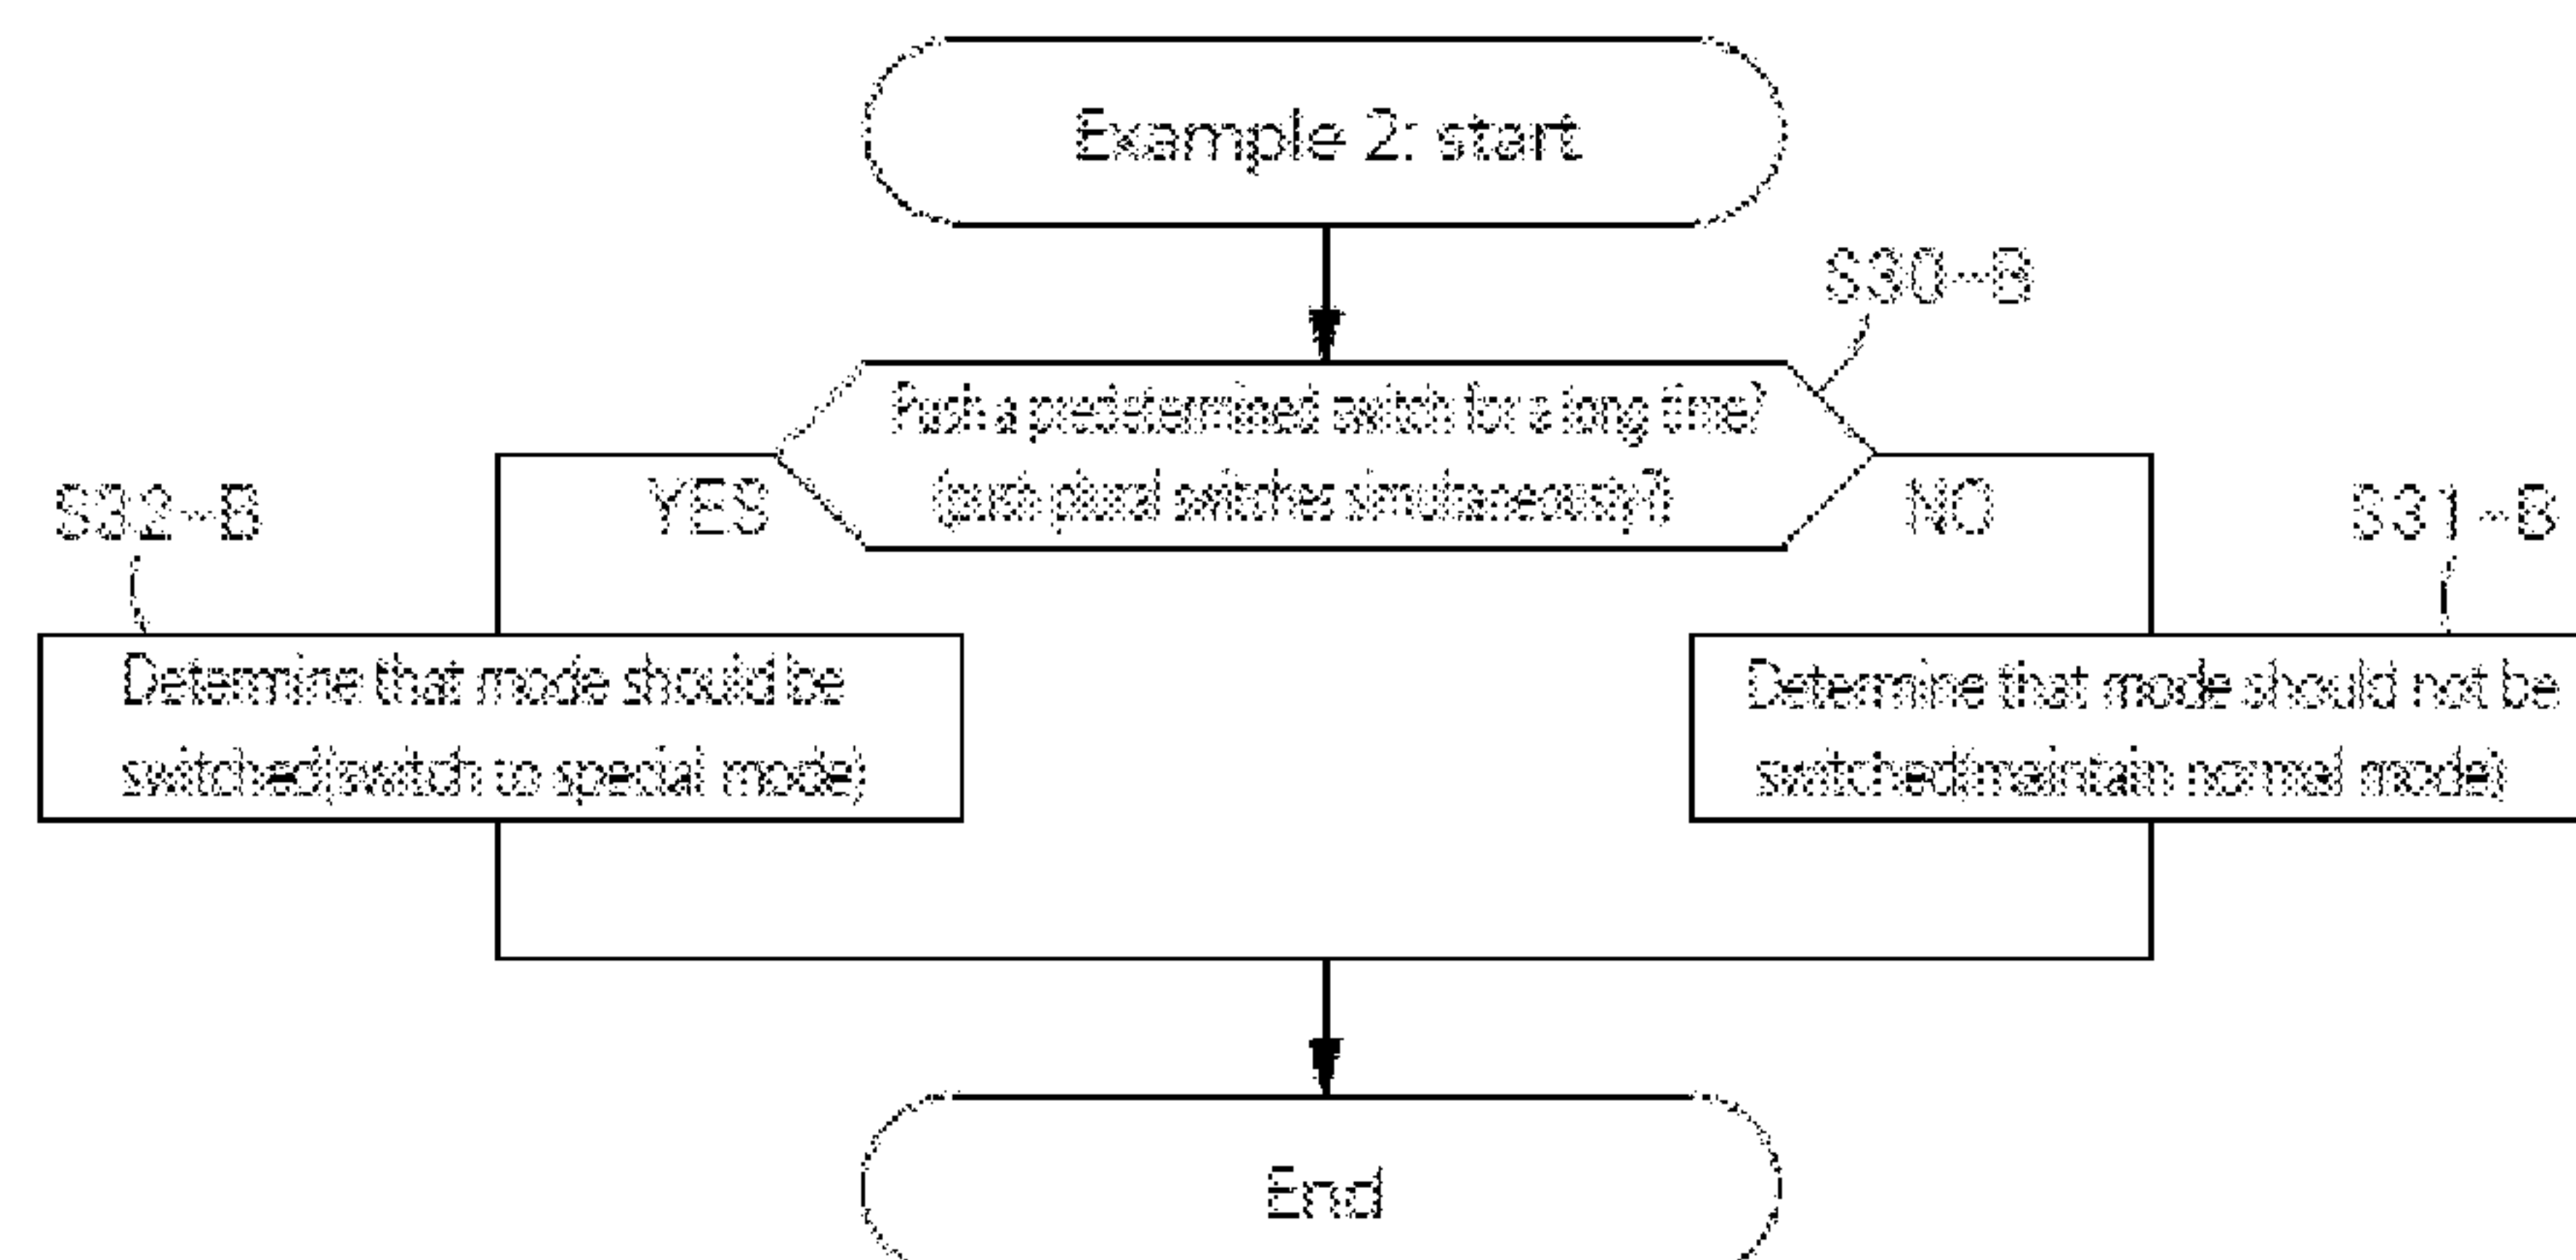 Example 2: start
S30-B
Push a predetermined switch for a long time?
(push plural switches simultaneously?)
YES
NO
S32-B
S31-B
Determine that mode should be
switched(switch to special mode)
Determine that mode should not be
switched(maintain normal mode)
End